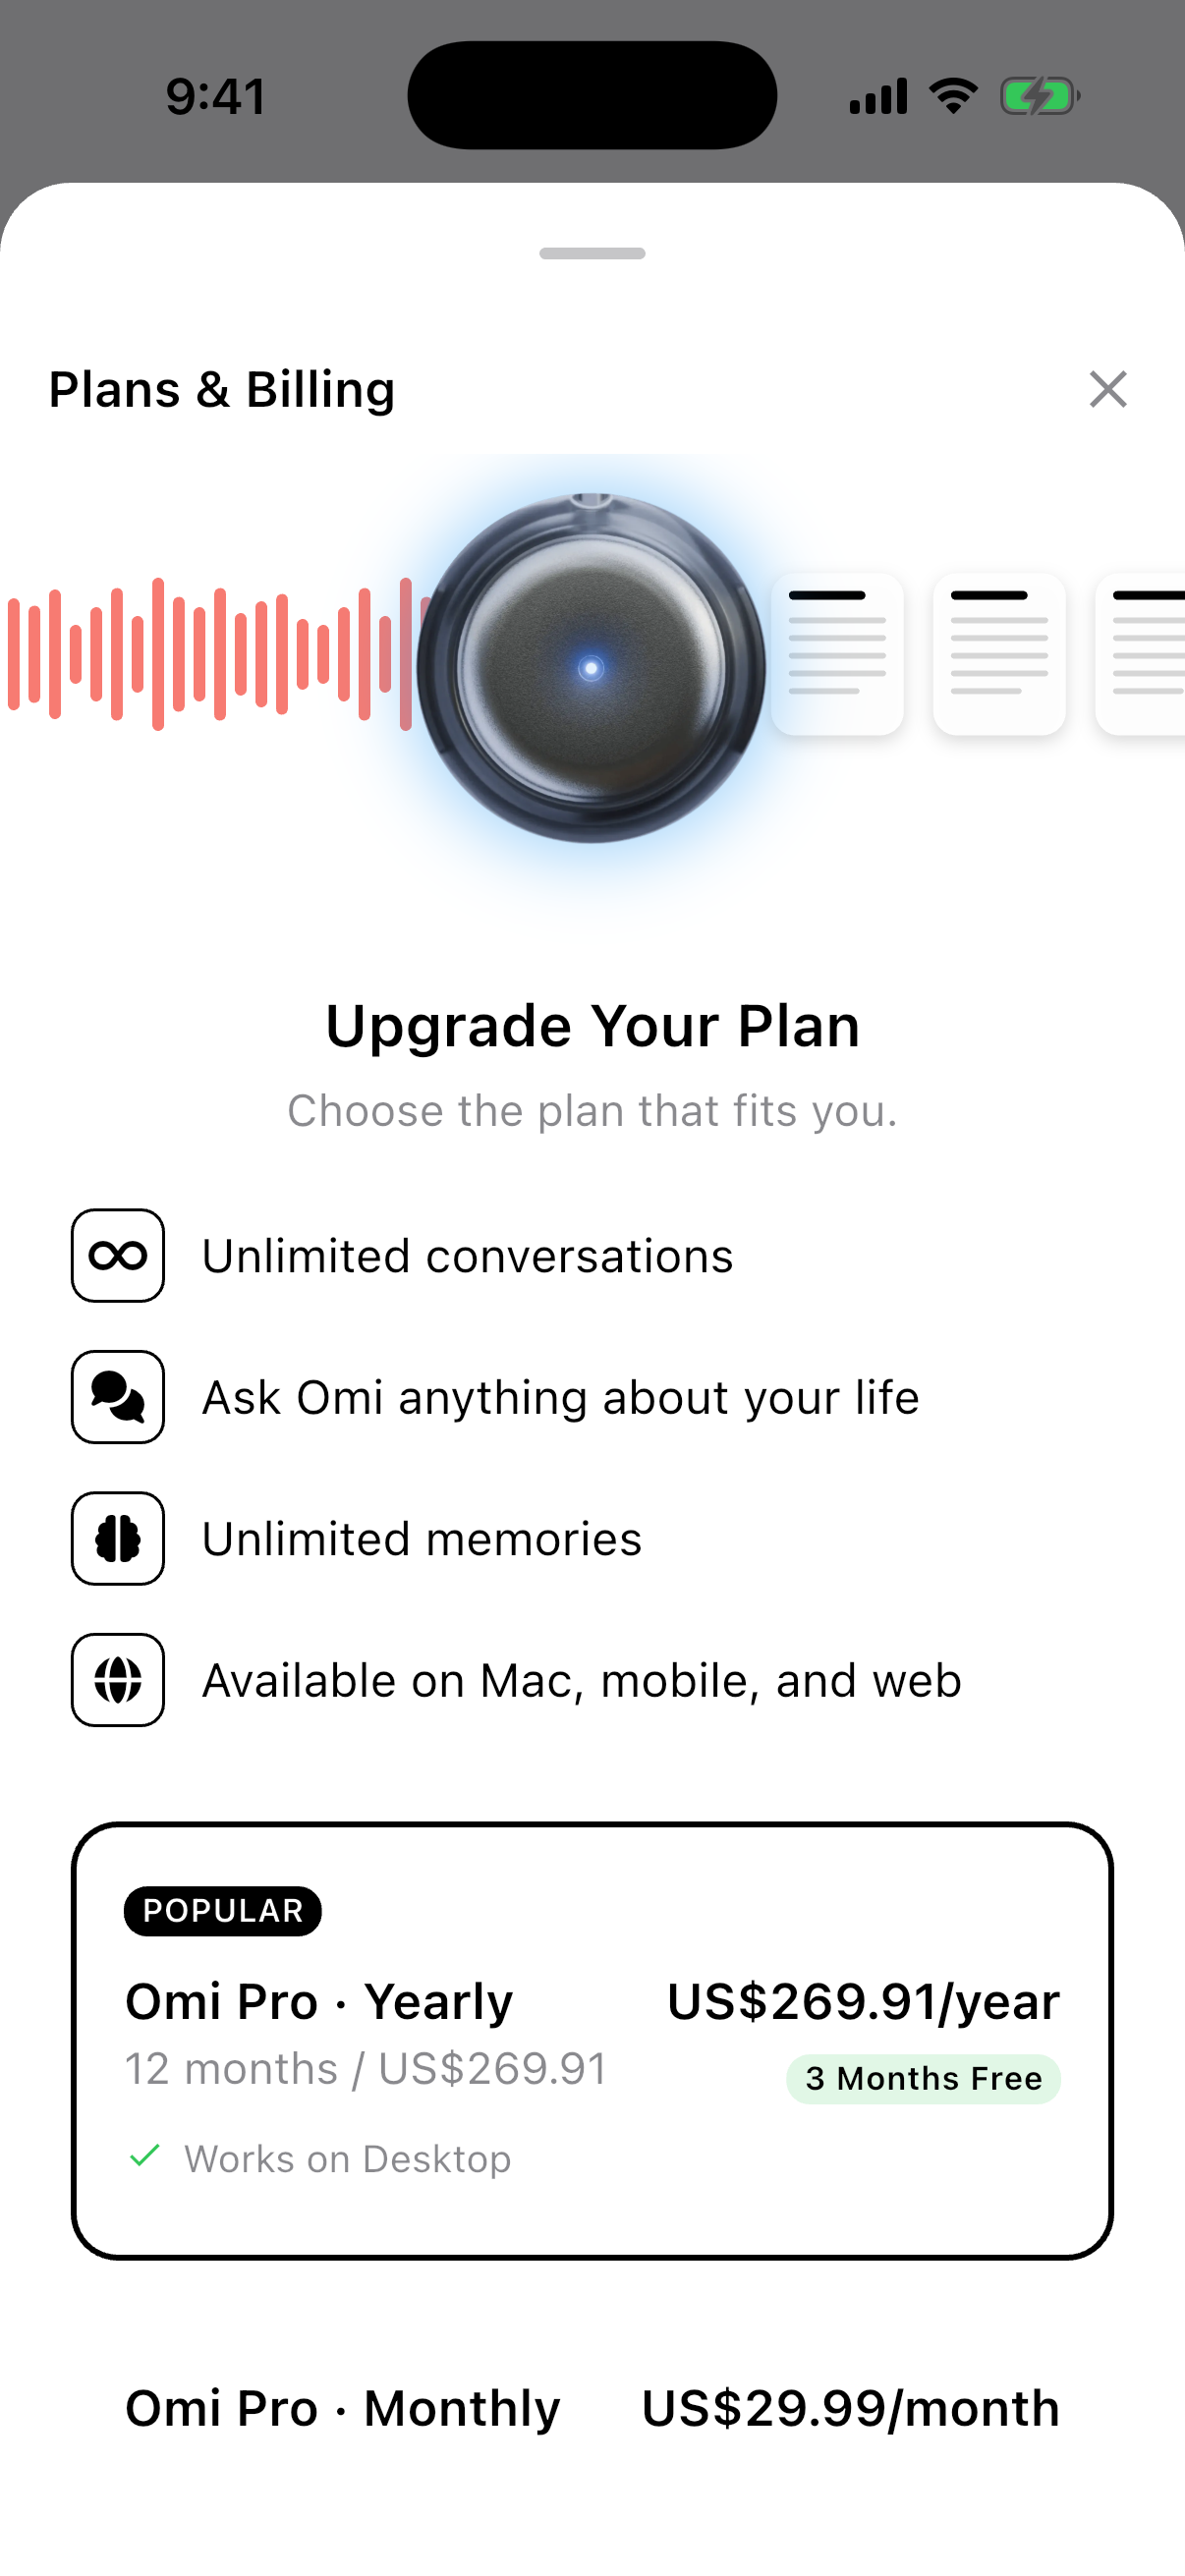 9:41
Plans & Billing
Upgrade Your Plan
Choose the plan that fits you.
Unlimited conversations
Ask Omi anything about your life
Unlimited memories
Available on Mac, mobile, and web
POPULAR
Omi Pro · Yearly
US$269.91/year
12 months / US$269.91
3 Months Free
Works on Desktop
Omi Pro · Monthly
US$29.99/month